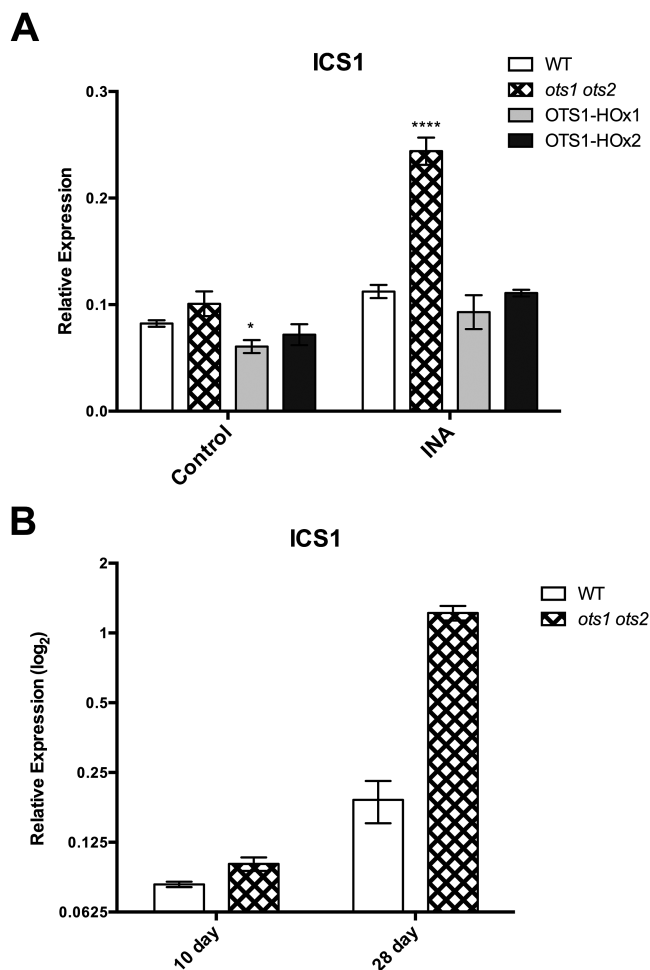 A
ICS1
WT
ots1 ots2
OTS1-HOx1
OTS1-HOx2
Relative Expression
0.3
0.2
0.1
0.0
****
*
Control
INA
B
ICS1
WT
ots1 ots2
Relative Expression (log₂)
2
1
0.5
0.25
0.125
0.0625
10 day
28 day